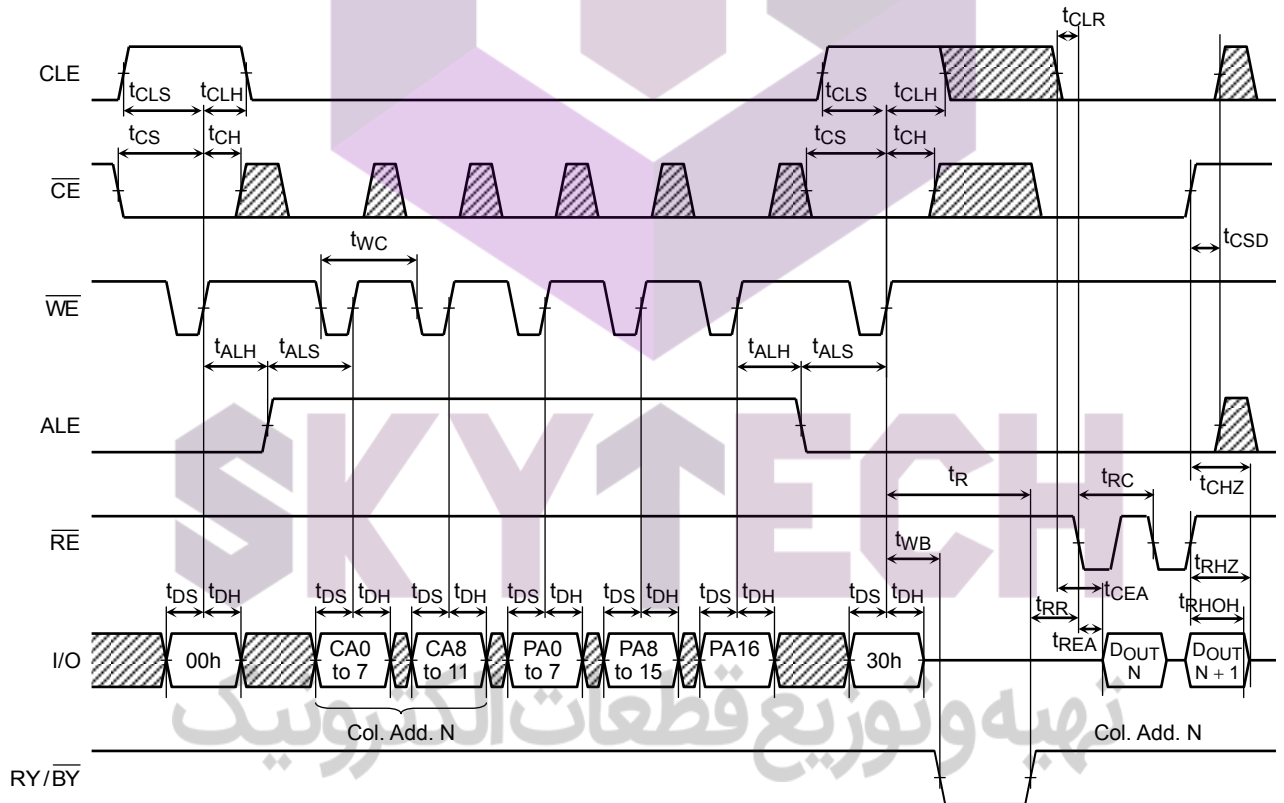 tCLR
CLE
tCLS tCLH tCLS tCLH
tCS tCH tCS tCH
CE
tWC tCSD
WE
tALH tALS tALH tALS
ALE
tR tRC tCHZ
RE
tWB tRHZ
tDS tDH tDS tDH tDS tDH tDS tDH tDS tDH tDS tDH tDS tDH tCEA
tRR tRHOH
tREA
I/O 00h CA0 to 7 CA8 to 11 PA0 to 7 PA8 to 15 PA16 30h DOUT N DOUT N + 1
Col. Add. N Col. Add. N
RY/BY
SKYTECH
تهیه و توزیع قطعات الکترونیک